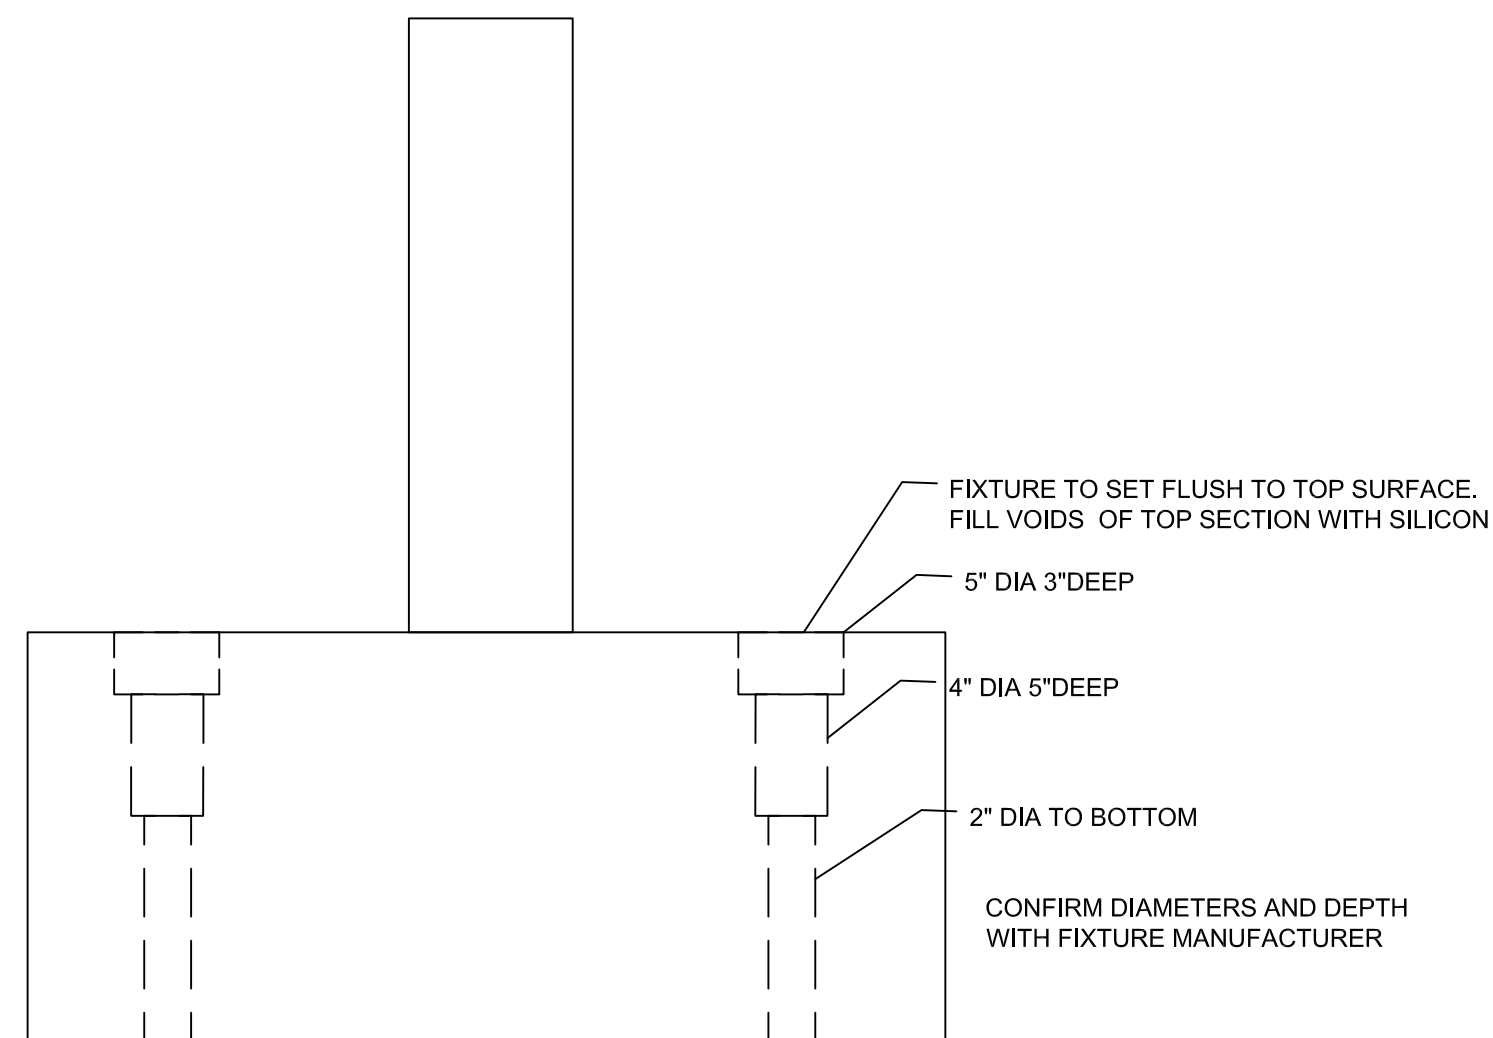 FIXTURE TO SET FLUSH TO TOP SURFACE.
FILL VOIDS  OF TOP SECTION WITH SILICON
5" DIA 3"DEEP
4" DIA 5"DEEP
2" DIA TO BOTTOM
CONFIRM DIAMETERS AND DEPTH
WITH FIXTURE MANUFACTURER